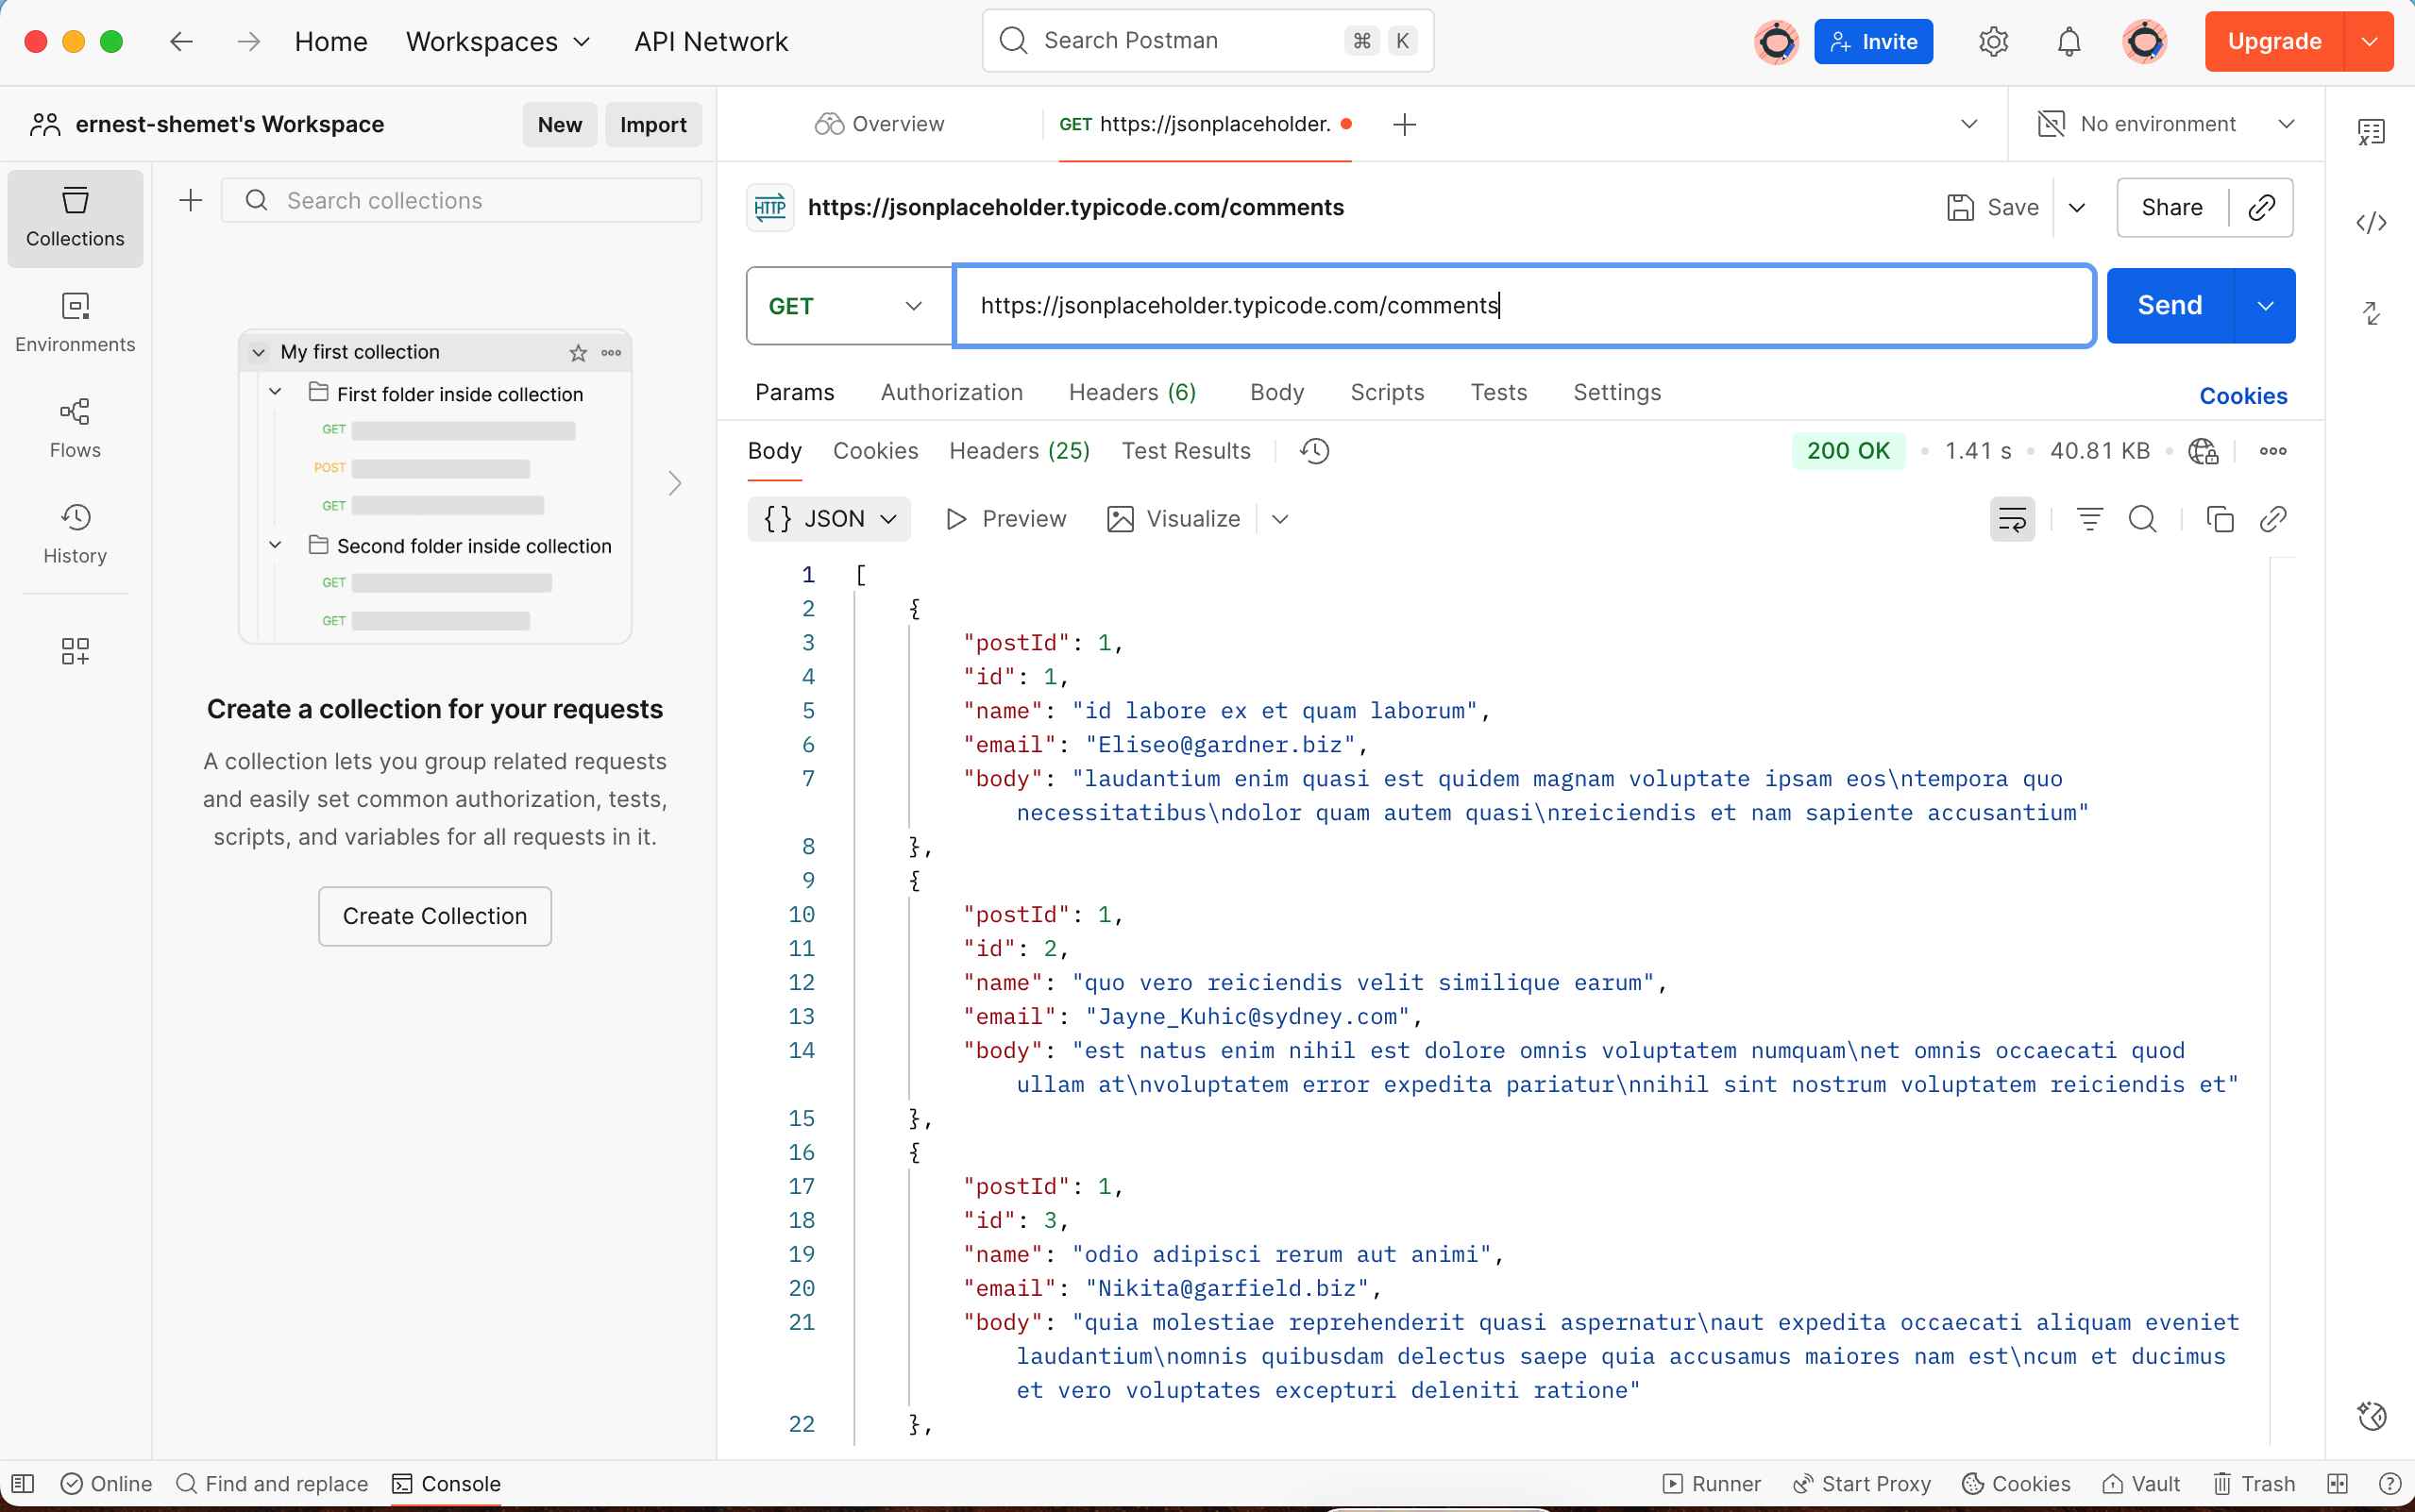 Home Workspaces API Network
Search Postman ⌘ K
Invite
Upgrade
ernest-shemet's Workspace
New Import
Overview
GET https://jsonplaceholder.
No environment
Collections
Environments
Flows
History
Search collections
My first collection
First folder inside collection
GET
POST
GET
Second folder inside collection
GET
GET
Create a collection for your requests
A collection lets you group related requests
and easily set common authorization, tests,
scripts, and variables for all requests in it.
Create Collection
HTTP https://jsonplaceholder.typicode.com/comments
Save Share
GET https://jsonplaceholder.typicode.com/comments Send
Params Authorization Headers (6) Body Scripts Tests Settings Cookies
Body Cookies Headers (25) Test Results 200 OK • 1.41 s • 40.81 KB •
{} JSON Preview Visualize
1 [
2 {
3 "postId": 1,
4 "id": 1,
5 "name": "id labore ex et quam laborum",
6 "email": "Eliseo@gardner.biz",
7 "body": "laudantium enim quasi est quidem magnam voluptate ipsam eos\ntempora quo
necessitatibus\ndolor quam autem quasi\nreiciendis et nam sapiente accusantium"
8 },
9 {
10 "postId": 1,
11 "id": 2,
12 "name": "quo vero reiciendis velit similique earum",
13 "email": "Jayne_Kuhic@sydney.com",
14 "body": "est natus enim nihil est dolore omnis voluptatem numquam\net omnis occaecati quod
ullam at\nvoluptatem error expedita pariatur\nnihil sint nostrum voluptatem reiciendis et"
15 },
16 {
17 "postId": 1,
18 "id": 3,
19 "name": "odio adipisci rerum aut animi",
20 "email": "Nikita@garfield.biz",
21 "body": "quia molestiae reprehenderit quasi aspernatur\naut expedita occaecati aliquam eveniet
laudantium\nomnis quibusdam delectus saepe quia accusamus maiores nam est\ncum et ducimus
et vero voluptates excepturi deleniti ratione"
22 },
Online Find and replace Console Runner Start Proxy Cookies Vault Trash